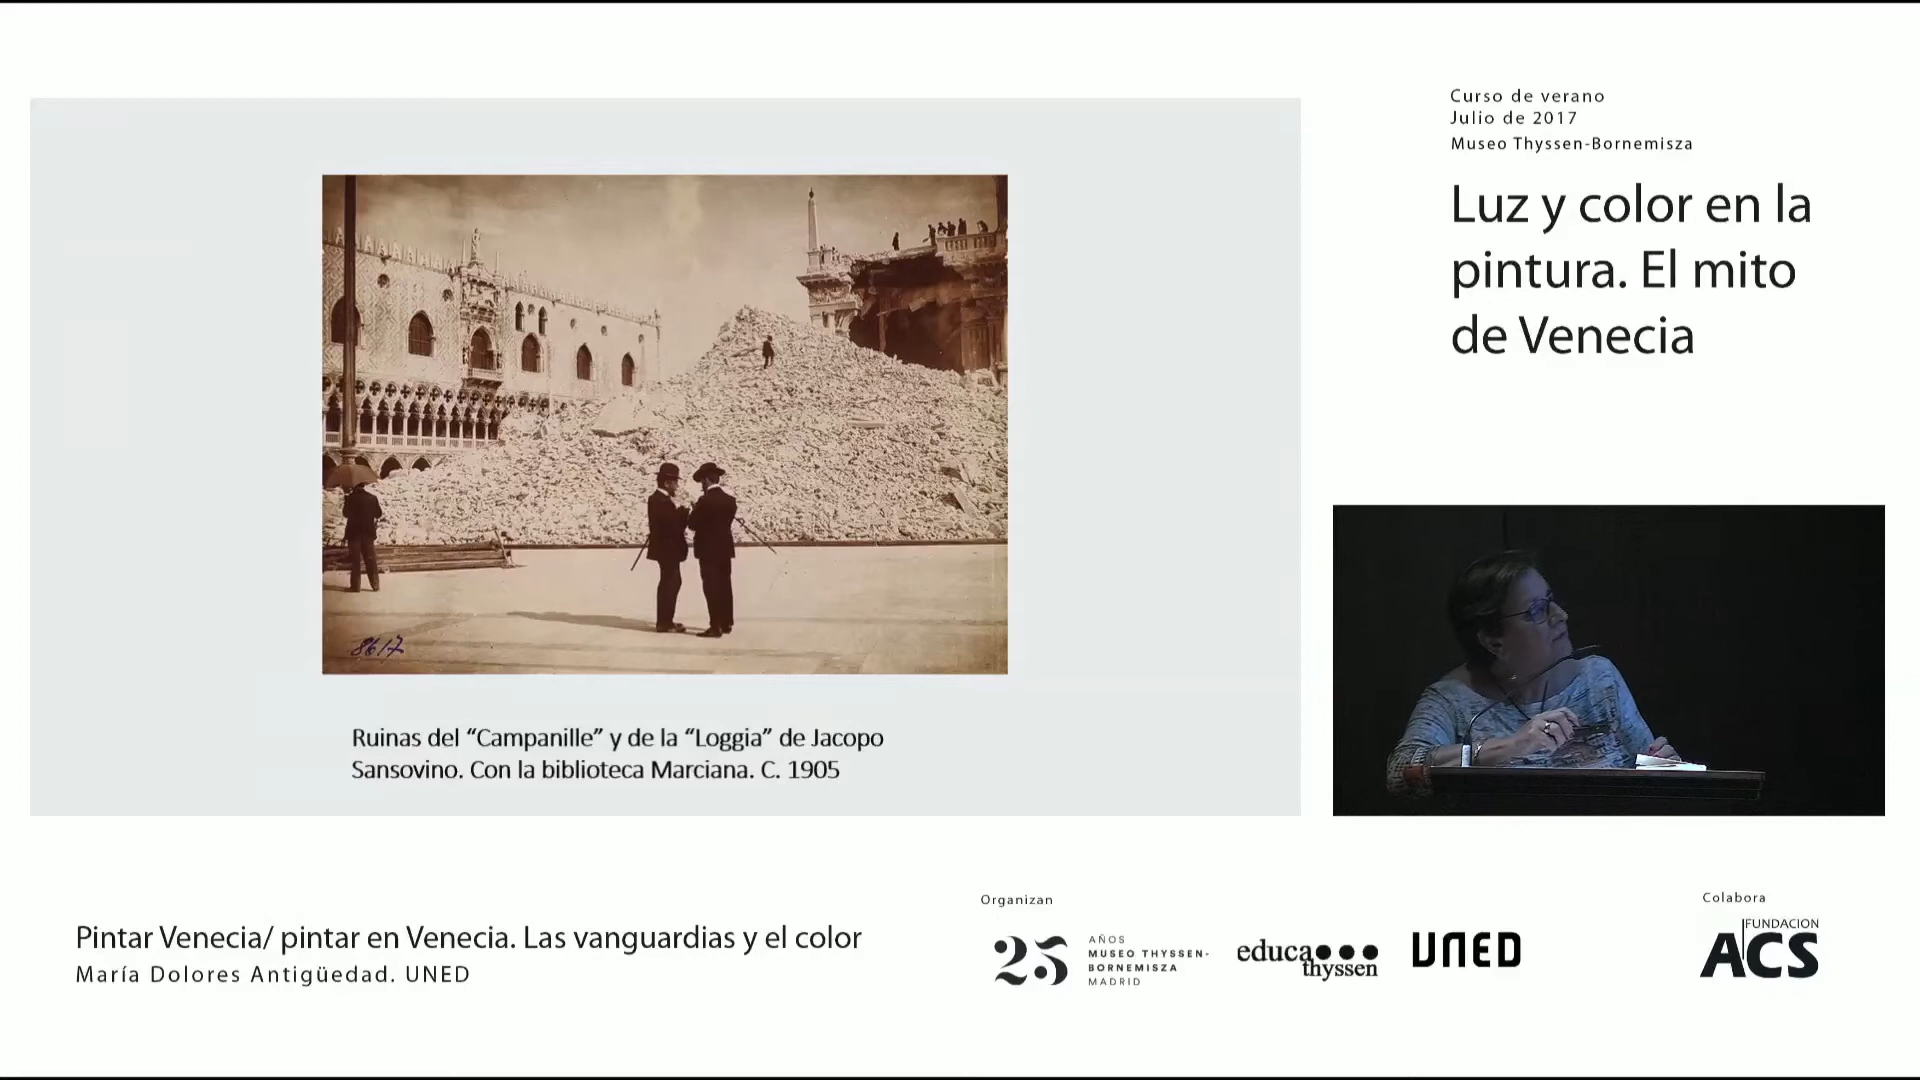 Curso de verano
Julio de 2017
Museo Thyssen-Bornemisza
Luz y color en la
pintura. El mito
de Venecia
8617
Ruinas del “Campanille” y de la “Loggia” de Jacopo
Sansovino. Con la biblioteca Marciana. C. 1905
Pintar Venecia/ pintar en Venecia. Las vanguardias y el color
María Dolores Antigüedad. UNED
Organizan
25
AÑOS
MUSEO THYSSEN-
BORNEMISZA
MADRID
educa
thyssen
UNED
Colabora
FUNDACION
ACS